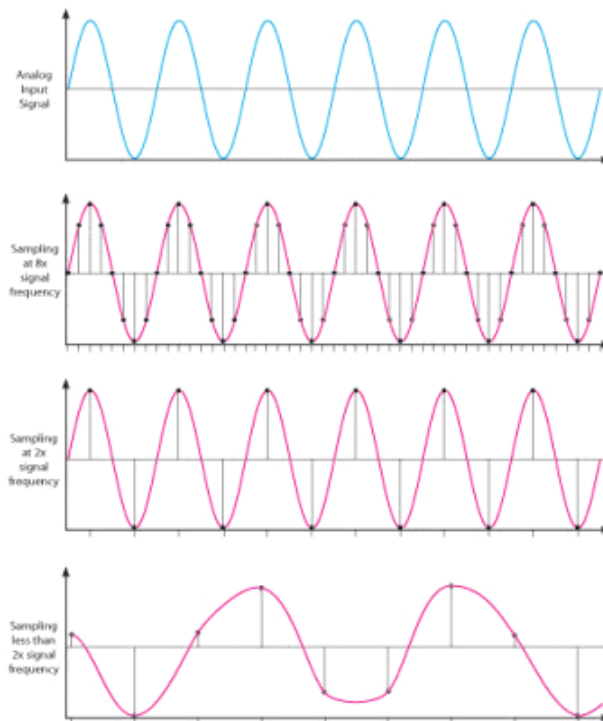 Analog
Input
Signal
Sampling
at 8x
signal
frequency
Sampling
at 2x
signal
frequency
Sampling
less than
2x signal
frequency